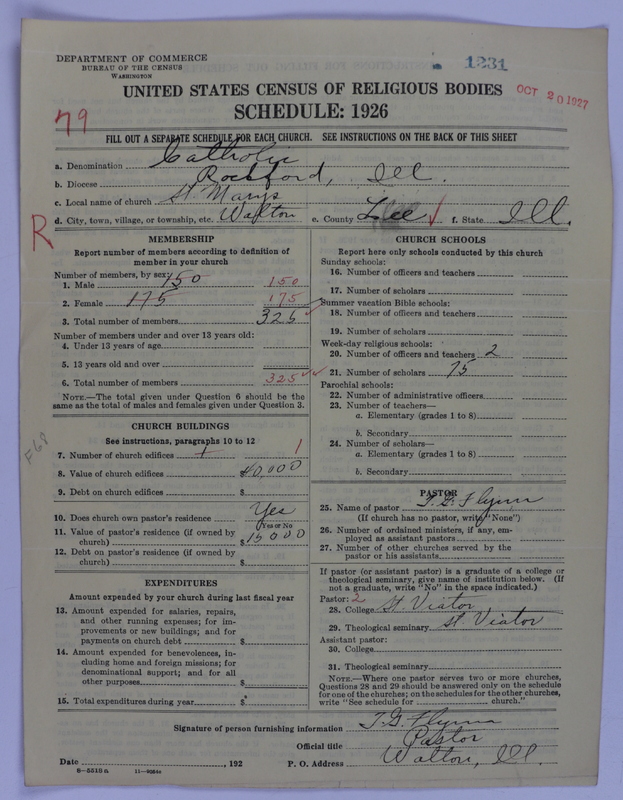 DEPARTMENT OF COMMERCE
BUREAU OF THE CENSUS
WASHINGTON
1231
UNITED STATES CENSUS OF RELIGIOUS BODIES
OCT 20 1927
SCHEDULE: 1926
79
FILL OUT A SEPARATE SCHEDULE FOR EACH CHURCH. SEE INSTRUCTIONS ON THE BACK OF THIS SHEET
a. Denomination Catholic
b. Diocese Rockford, Ill.
c. Local name of church St. Marys
d. City, town, village, or township, etc. Walton e. County Lee f. State Ill.
R
MEMBERSHIP
Report number of members according to definition of
member in your church
Number of members, by sex:
1. Male 150 150
2. Female 175 175
3. Total number of members 325
Number of members under and over 13 years old:
4. Under 13 years of age
5. 13 years old and over
6. Total number of members 325
NOTE.—The total given under Question 6 should be the
same as the total of males and females given under Question 3.
CHURCH BUILDINGS
See instructions, paragraphs 10 to 12
F68
7. Number of church edifices 1 1
8. Value of church edifices $40,000
9. Debt on church edifices $
10. Does church own pastor's residence Yes
(Yes or No
11. Value of pastor's residence (if owned by
church) $15000
12. Debt on pastor's residence (if owned by
church) $
EXPENDITURES
Amount expended by your church during last fiscal year
13. Amount expended for salaries, repairs,
and other running expenses; for im-
provements or new buildings; and for
payments on church debt $
14. Amount expended for benevolences, in-
cluding home and foreign missions; for
denominational support; and for all
other purposes $
15. Total expenditures during year $
CHURCH SCHOOLS
Report here only schools conducted by this church
Sunday schools:
16. Number of officers and teachers
17. Number of scholars
Summer vacation Bible schools:
18. Number of officers and teachers
19. Number of scholars
Week-day religious schools:
20. Number of officers and teachers 2
21. Number of scholars 75
Parochial schools:
22. Number of administrative officers
23. Number of teachers—
a. Elementary (grades 1 to 8)
b. Secondary
24. Number of scholars—
a. Elementary (grades 1 to 8)
b. Secondary
PASTOR
25. Name of pastor T. G. Flynn
(If church has no pastor, write "None")
26. Number of ordained ministers, if any, em-
ployed as assistant pastors
27. Number of other churches served by the
pastor or his assistants
If pastor (or assistant pastor) is a graduate of a college or
theological seminary, give name of institution below. (If
not a graduate, write "No" in the space indicated.)
Pastor: 2
28. College St. Viator
29. Theological seminary St. Viator
Assistant pastor:
30. College
31. Theological seminary
NOTE.—Where one pastor serves two or more churches,
Questions 28 and 29 should be answered only on the schedule
for one of the churches; on the schedules for the other churches,
write "See schedule for church."
Signature of person furnishing information T. G. Flynn
Official title Pastor
Date , 192 P. O. Address Walton, Ill.
8—5518 a